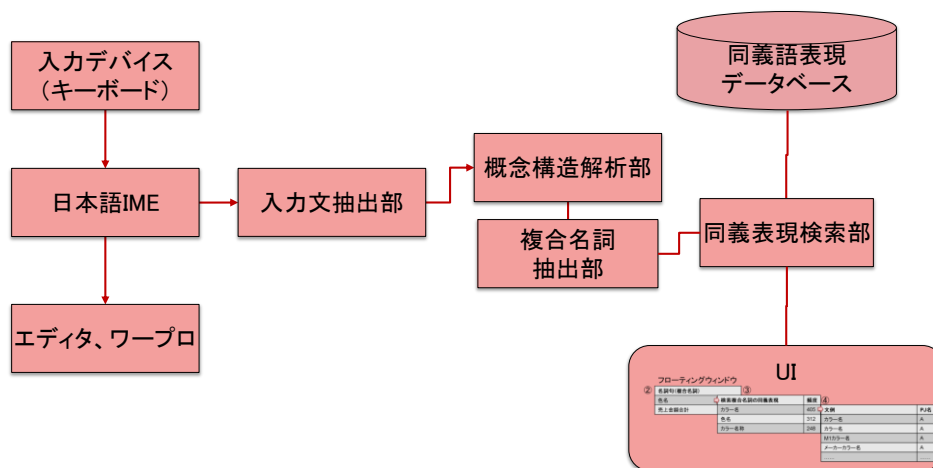 入力デバイス
（キーボード）
同義語表現
データベース
概念構造解析部
日本語IME
入力文抽出部
複合名詞
抽出部
同義表現検索部
エディタ、ワープロ
UI
フローティングウィンドウ
② 名詞句(複合名詞) ③
色名 検索複合名詞の同義表現 頻度 ④
売上金額合計 カラー名 405 文例 PJ名
色名 312 カラー名 A
カラー名称 248 カラー名 A
M1カラー名 A
メーカーカラー名 A
...... ......